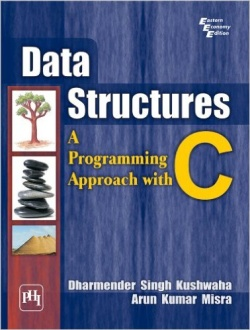 Eastern
Economy
Edition
Data
Structures
A
Programming
Approach with
C
Dharmender Singh Kushwaha
Arun Kumar Misra
PHI